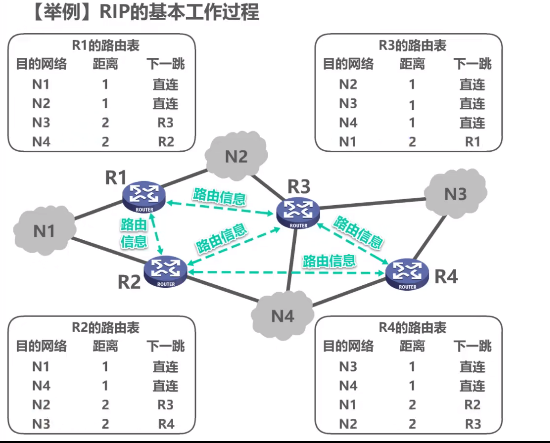 【举例】RIP的基本工作过程
R1的路由表
目的网络 距离 下一跳
N1 1 直连
N2 1 直连
N3 2 R3
N4 2 R2
R3的路由表
目的网络 距离 下一跳
N2 1 直连
N3 1 直连
N4 1 直连
N1 2 R1
N2
R1
R3
N3
路由信息
N1
路由
信息
路由信息
路由信息
路由信息
R2
R4
N4
ROUTER
ROUTER
ROUTER
ROUTER
R2的路由表
目的网络 距离 下一跳
N1 1 直连
N4 1 直连
N2 2 R3
N3 2 R4
R4的路由表
目的网络 距离 下一跳
N3 1 直连
N4 1 直连
N1 2 R2
N2 2 R3